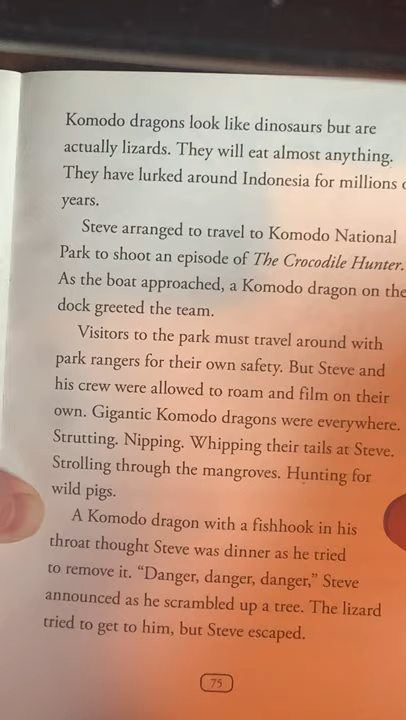 Komodo dragons look like dinosaurs but are
actually lizards. They will eat almost anything.
They have lurked around Indonesia for millions
years.
Steve arranged to travel to Komodo National
Park to shoot an episode of The Crocodile Hunter.
As the boat approached, a Komodo dragon on the
dock greeted the team.
Visitors to the park must travel around with
park rangers for their own safety. But Steve and
his crew were allowed to roam and film on their
own. Gigantic Komodo dragons were everywhere.
Strutting. Nipping. Whipping their tails at Steve.
Strolling through the mangroves. Hunting for
wild pigs.
A Komodo dragon with a fishhook in his
throat thought Steve was dinner as he tried
to remove it. “Danger, danger, danger,” Steve
announced as he scrambled up a tree. The lizard
tried to get to him, but Steve escaped.
75